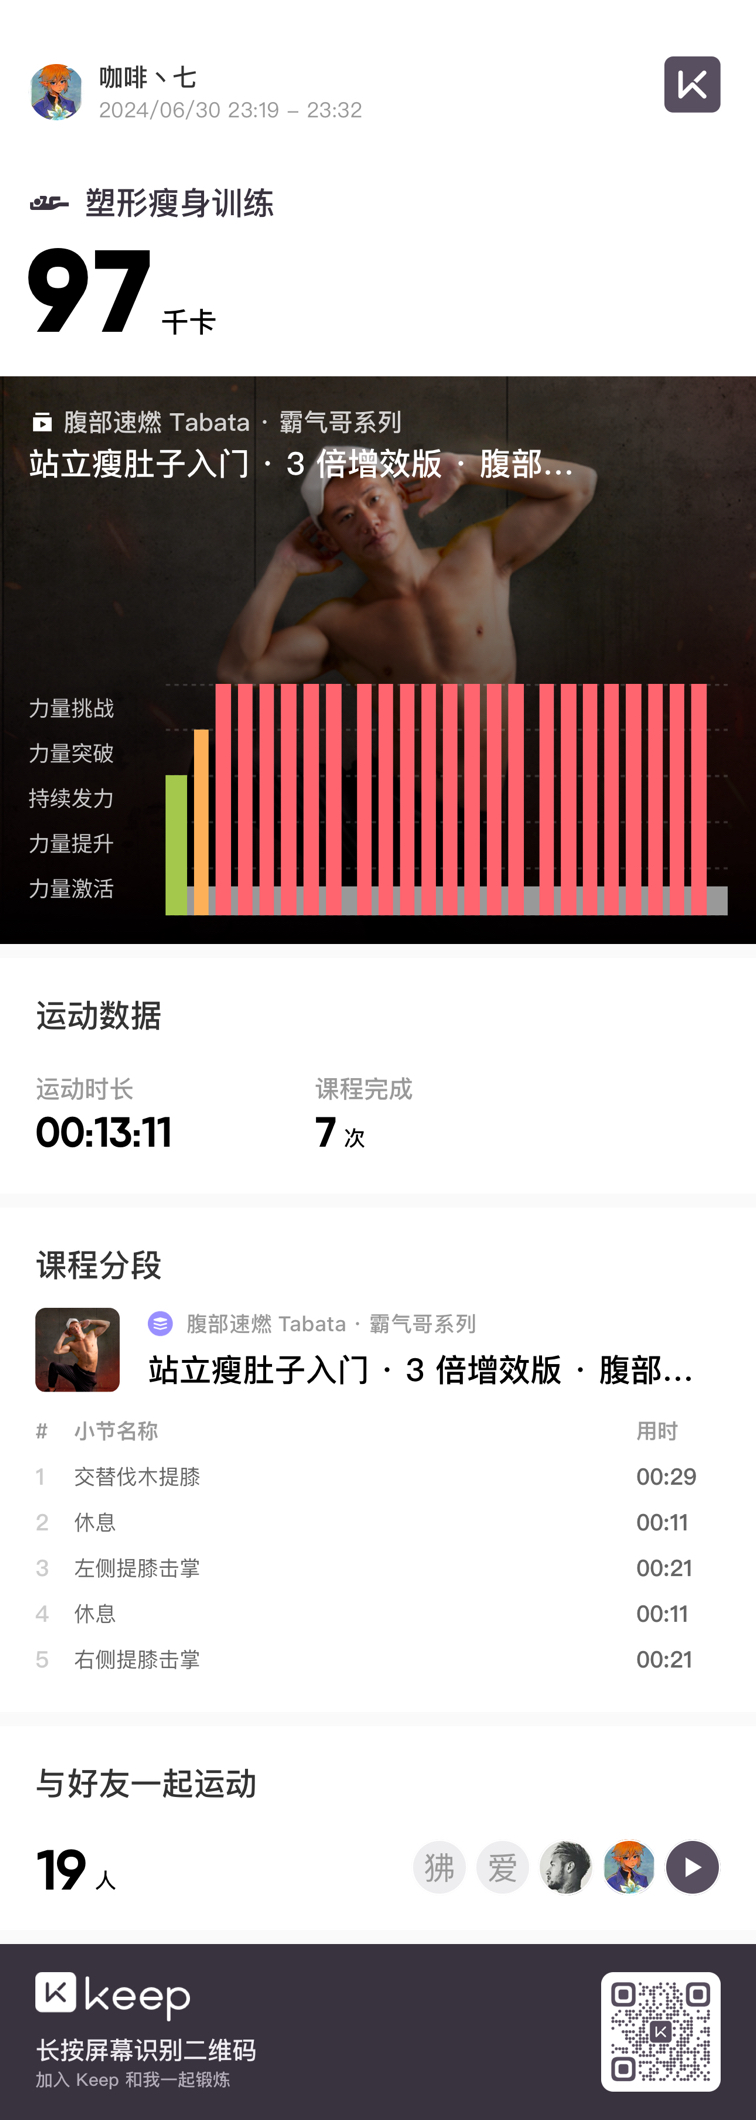 咖啡丶七
2024/06/30 23:19 – 23:32
塑形瘦身训练
97 千卡
腹部速燃 Tabata · 霸气哥系列
站立瘦肚子入门 · 3 倍增效版 · 腹部...
力量挑战
力量突破
持续发力
力量提升
力量激活
运动数据
运动时长 课程完成
00:13:11 7 次
课程分段
腹部速燃 Tabata · 霸气哥系列
站立瘦肚子入门 · 3 倍增效版 · 腹部...
# 小节名称 用时
1 交替伐木提膝 00:29
2 休息 00:11
3 左侧提膝击掌 00:21
4 休息 00:11
5 右侧提膝击掌 00:21
与好友一起运动
19 人 狒 爱
keep
长按屏幕识别二维码
加入 Keep 和我一起锻炼